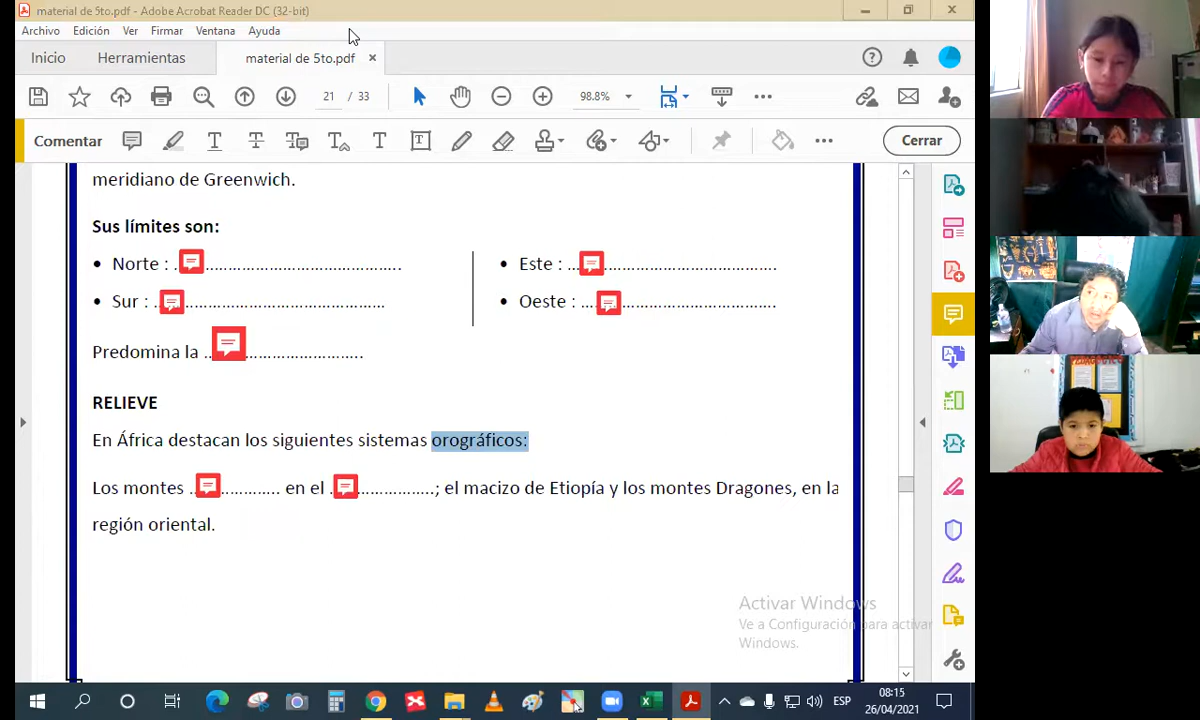 material de 5to.pdf - Adobe Acrobat Reader DC (32-bit)
Archivo Edición Ver Firmar Ventana Ayuda
Inicio Herramientas material de 5to.pdf
21 / 33 98.8%
Comentar Cerrar
meridiano de Greenwich.
Sus límites son:
• Norte : ............................................
• Este : ............................................
• Sur : ............................................
• Oeste : ............................................
Predomina la ..................................
RELIEVE
En África destacan los siguientes sistemas orográficos:
Los montes .................... en el ....................; el macizo de Etiopía y los montes Dragones, en la
región oriental.
Activar Windows
Ve a Configuración para activar
Windows.
ESP
08:15
26/04/2021